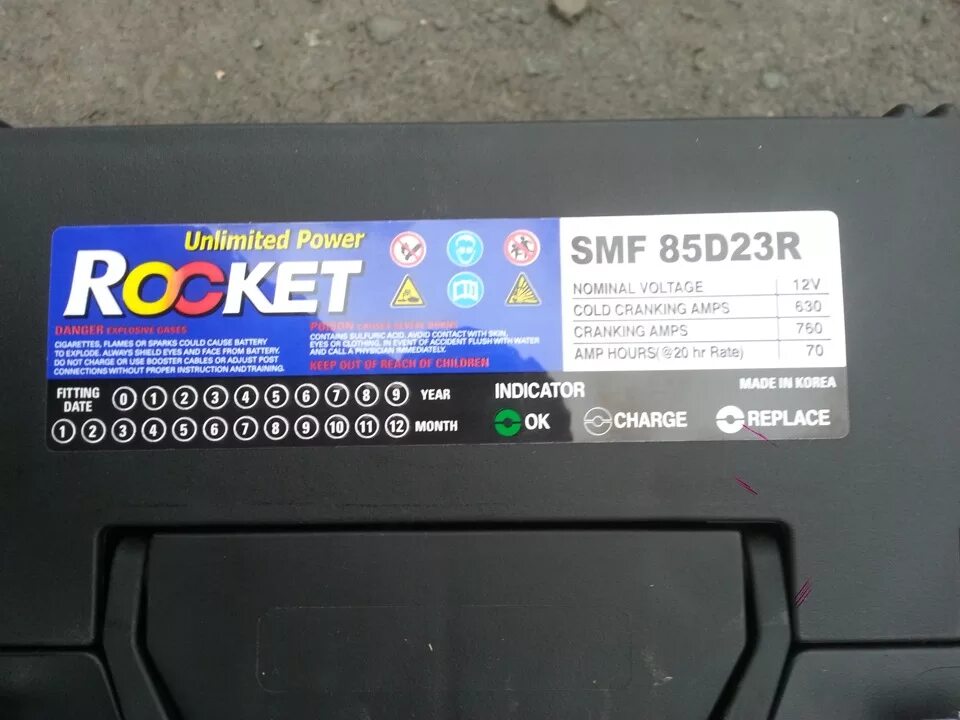 Unlimited Power
ROCKET
DANGER EXPLOSIVE GASES
CIGARETTES, FLAMES OR SPARKS COULD CAUSE BATTERY
TO EXPLODE. ALWAYS SHIELD EYES AND FACE FROM BATTERY.
DO NOT CHARGE OR USE BOOSTER CABLES OR ADJUST POST
CONNECTIONS WITHOUT PROPER INSTRUCTION AND TRAINING.
POISON CAUSES SEVERE BURNS
CONTAINS SULFURIC ACID. AVOID CONTACT WITH SKIN,
EYES OR CLOTHING, IN EVENT OF ACCIDENT FLUSH WITH WATER
AND CALL A PHYSICIAN IMMEDIATELY.
KEEP OUT OF REACH OF CHILDREN
SMF 85D23R
NOMINAL VOLTAGE 12V
COLD CRANKING AMPS 630
CRANKING AMPS 760
AMP HOURS(@20 hr Rate) 70
FITTING
DATE
0 1 2 3 4 5 6 7 8 9 YEAR
1 2 3 4 5 6 7 8 9 10 11 12 MONTH
INDICATOR
MADE IN KOREA
OK CHARGE REPLACE